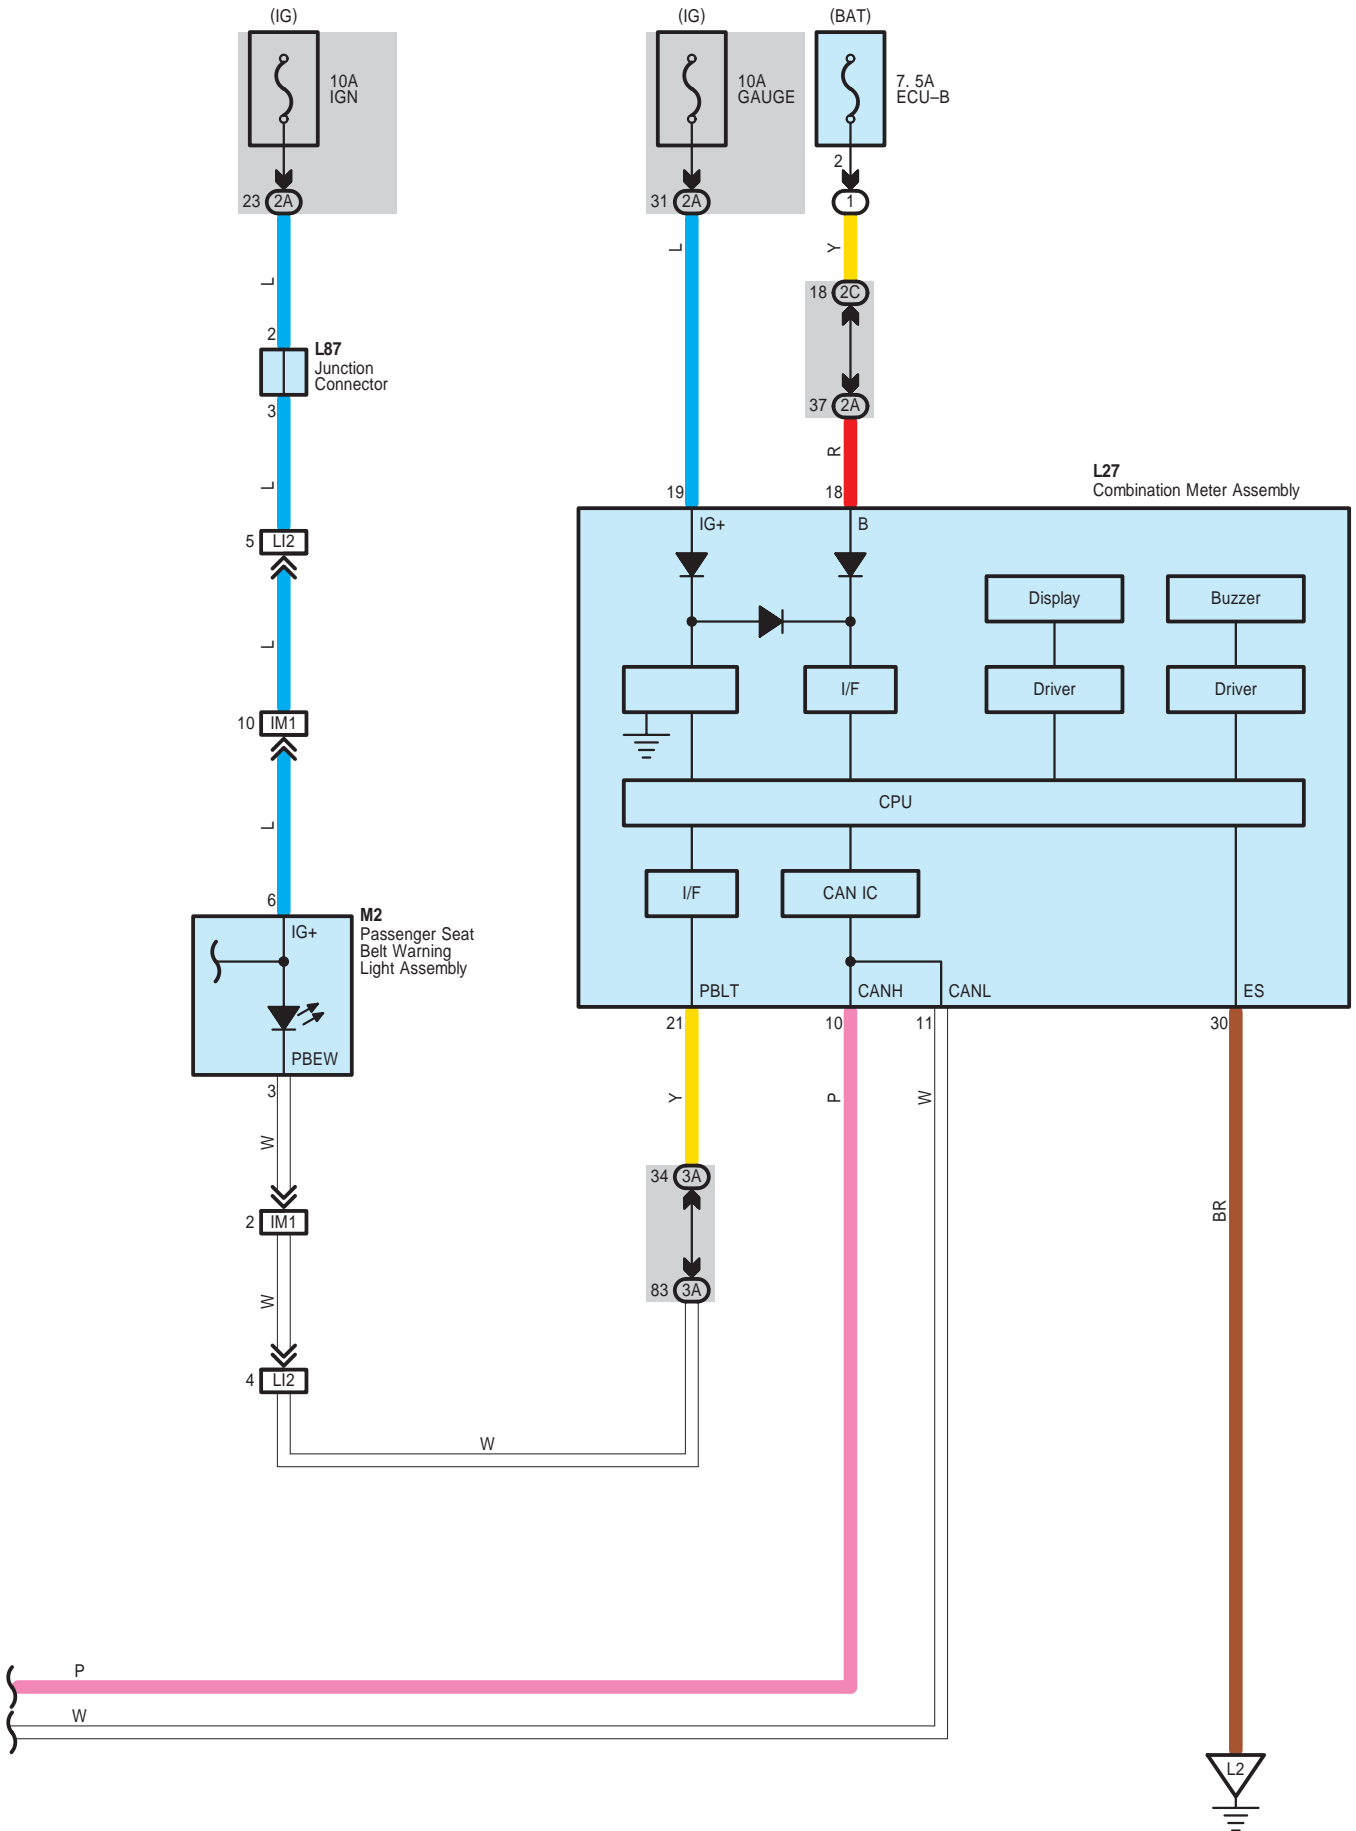 (IG)
(IG)
(BAT)
10A
IGN
10A
GAUGE
7. 5A
ECU–B
2
23 2A
31 2A
1
L
L
Y
18 2C
2
L87
Junction
Connector
3
37 2A
R
L
19
18
L27
Combination Meter Assembly
IG+
B
5 LI2
Display
Buzzer
L
I/F
Driver
Driver
10 IM1
CPU
L
I/F
CAN IC
6
M2
Passenger Seat
Belt Warning
Light Assembly
IG+
PBLT
CANH
CANL
ES
21
10
11
30
PBEW
3
Y
P
W
W
34 3A
2 IM1
BR
83 3A
W
4 LI2
W
P
W
L2